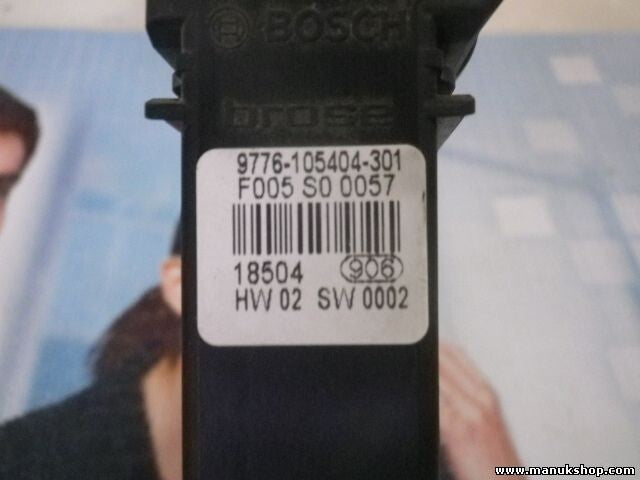 BOSCH
brose
9776-105404-301
F005 S0 0057
18504 906
HW 02 SW 0002
www.manukshop.com